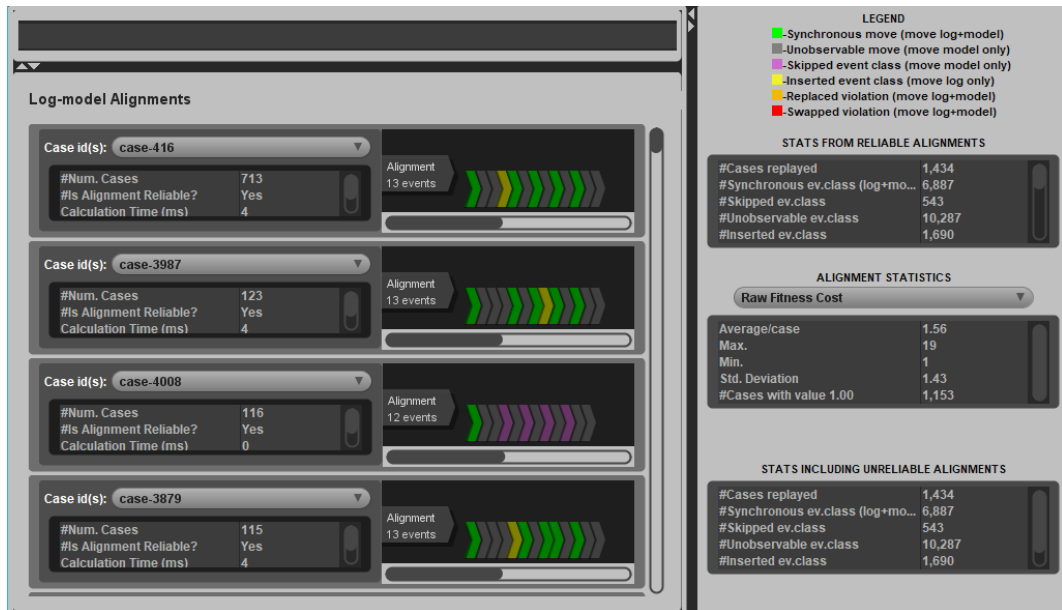 Log-model Alignments
Case id(s): case-416
#Num. Cases 713
#Is Alignment Reliable? Yes
Calculation Time (ms) 4
Alignment
13 events
Case id(s): case-3987
#Num. Cases 123
#Is Alignment Reliable? Yes
Calculation Time (ms) 4
Alignment
13 events
Case id(s): case-4008
#Num. Cases 116
#Is Alignment Reliable? Yes
Calculation Time (ms) 0
Alignment
12 events
Case id(s): case-3879
#Num. Cases 115
#Is Alignment Reliable? Yes
Calculation Time (ms) 4
Alignment
13 events
LEGEND
-Synchronous move (move log+model)
-Unobservable move (move model only)
-Skipped event class (move model only)
-Inserted event class (move log only)
-Replaced violation (move log+model)
-Swapped violation (move log+model)
STATS FROM RELIABLE ALIGNMENTS
#Cases replayed 1,434
#Synchronous ev.class (log+mo... 6,887
#Skipped ev.class 543
#Unobservable ev.class 10,287
#Inserted ev.class 1,690
ALIGNMENT STATISTICS
Raw Fitness Cost
Average/case 1.56
Max. 19
Min. 1
Std. Deviation 1.43
#Cases with value 1.00 1,153
STATS INCLUDING UNRELIABLE ALIGNMENTS
#Cases replayed 1,434
#Synchronous ev.class (log+mo... 6,887
#Skipped ev.class 543
#Unobservable ev.class 10,287
#Inserted ev.class 1,690